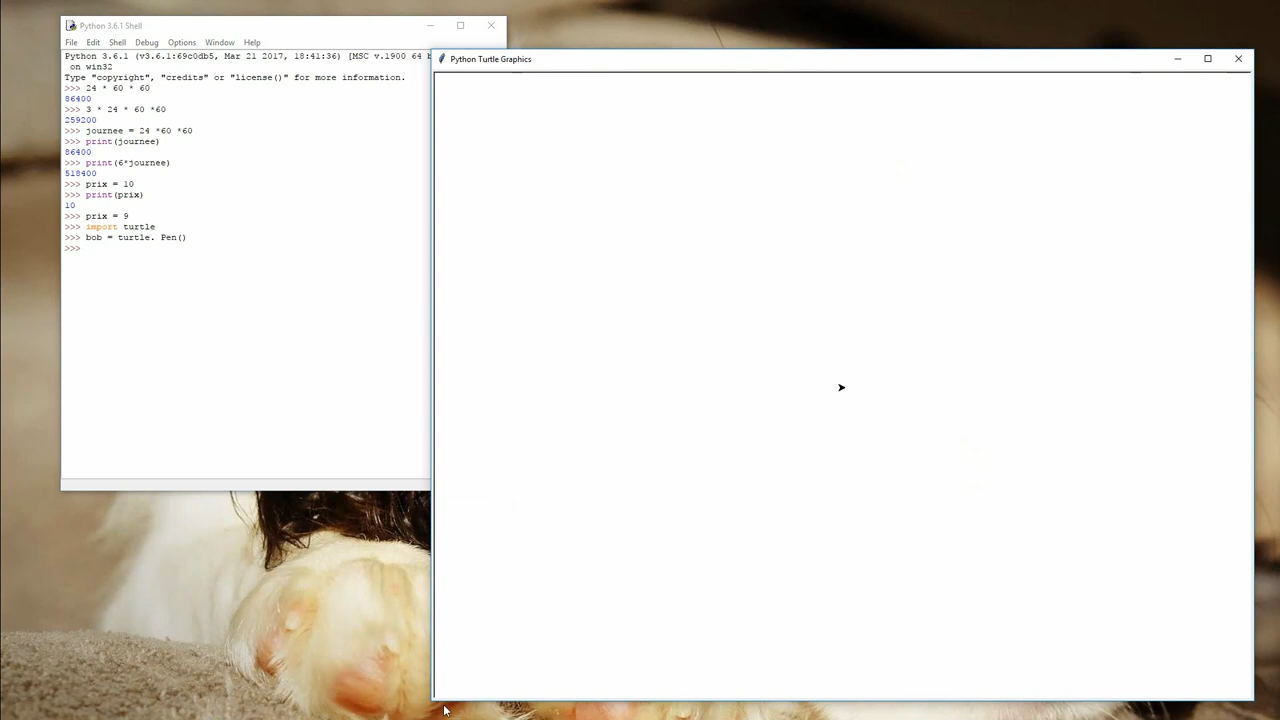 Python 3.6.1 Shell
File Edit Shell Debug Options Window Help
Python 3.6.1 (v3.6.1:69c0db5, Mar 21 2017, 18:41:36) [MSC v.1900 64 b
on win32
Type "copyright", "credits" or "license()" for more information.
>>> 24 * 60 * 60
86400
>>> 3 * 24 * 60 *60
259200
>>> journee = 24 *60 *60
>>> print(journee)
86400
>>> print(6*journee)
518400
>>> prix = 10
>>> print(prix)
10
>>> prix = 9
>>> import turtle
>>> bob = turtle. Pen()
>>>
Python Turtle Graphics